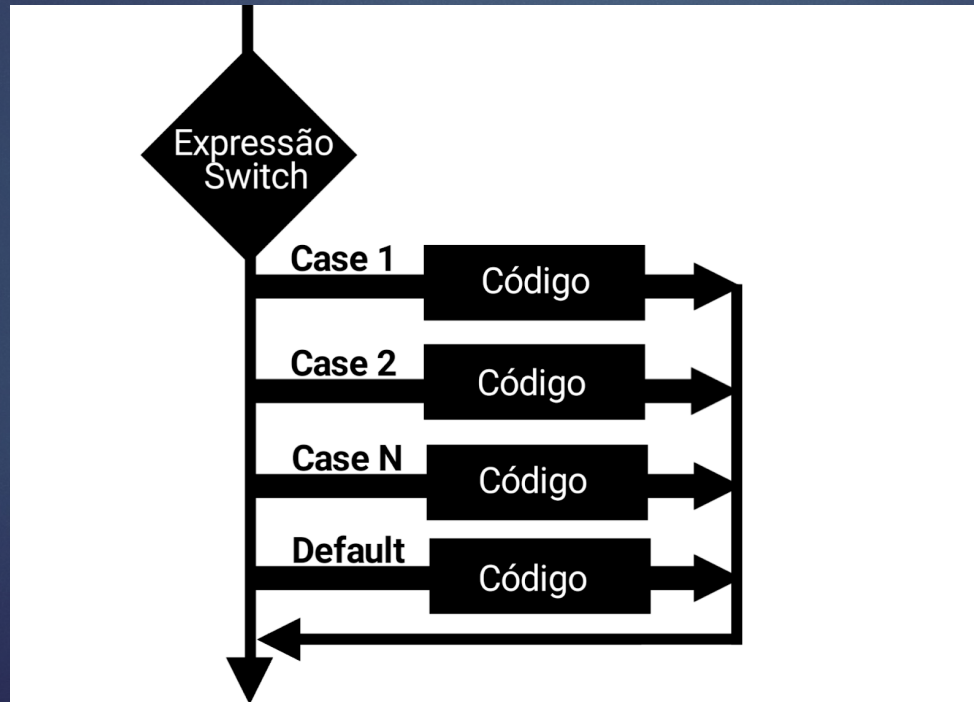 Expressão
Switch
Case 1
Código
Case 2
Código
Case N
Código
Default
Código